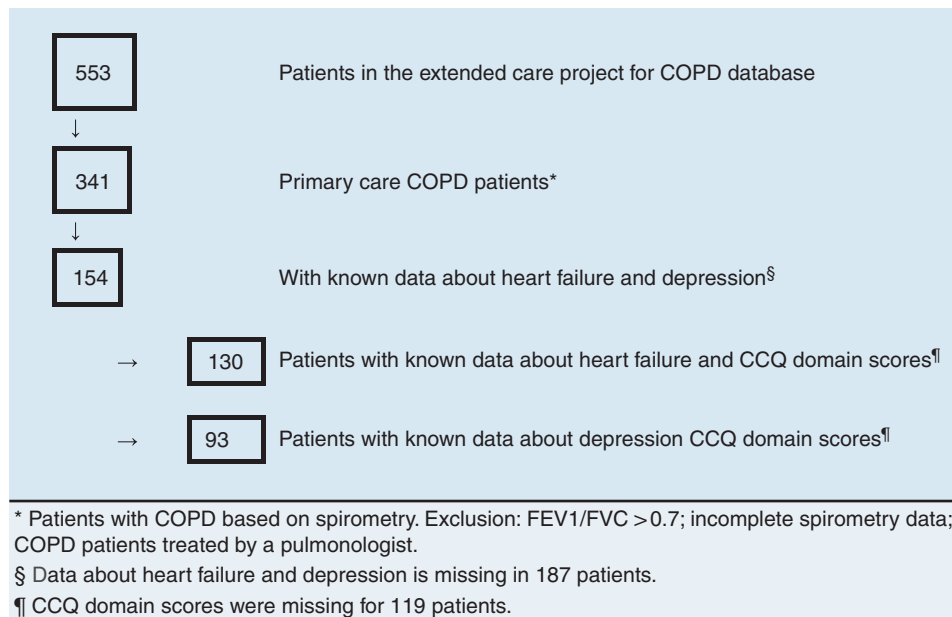 553 Patients in the extended care project for COPD database
↓
341 Primary care COPD patients*
↓
154 With known data about heart failure and depression§
→ 130 Patients with known data about heart failure and CCQ domain scores¶
→ 93 Patients with known data about depression CCQ domain scores¶
* Patients with COPD based on spirometry. Exclusion: FEV1/FVC >0.7; incomplete spirometry data;
COPD patients treated by a pulmonologist.
§ Data about heart failure and depression is missing in 187 patients.
¶ CCQ domain scores were missing for 119 patients.